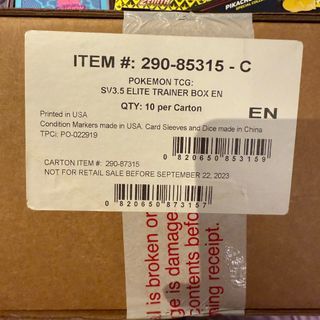 ZENITH
PIKACHU
ITEM #: 290-85315 - C
POKEMON TCG:
SV3.5 ELITE TRAINER BOX EN
QTY: 10 per Carton
EN
Printed in USA
Condition Markers made in USA. Card Sleeves and Dice made in China
TPCi: PO-022919
0 820650 853159
CARTON ITEM #: 290-87315
NOT FOR RETAIL SALE BEFORE SEPTEMBER 22, 2023
0 820650 873157
al is broken or
ge is damage
contents befo
ning receipt.